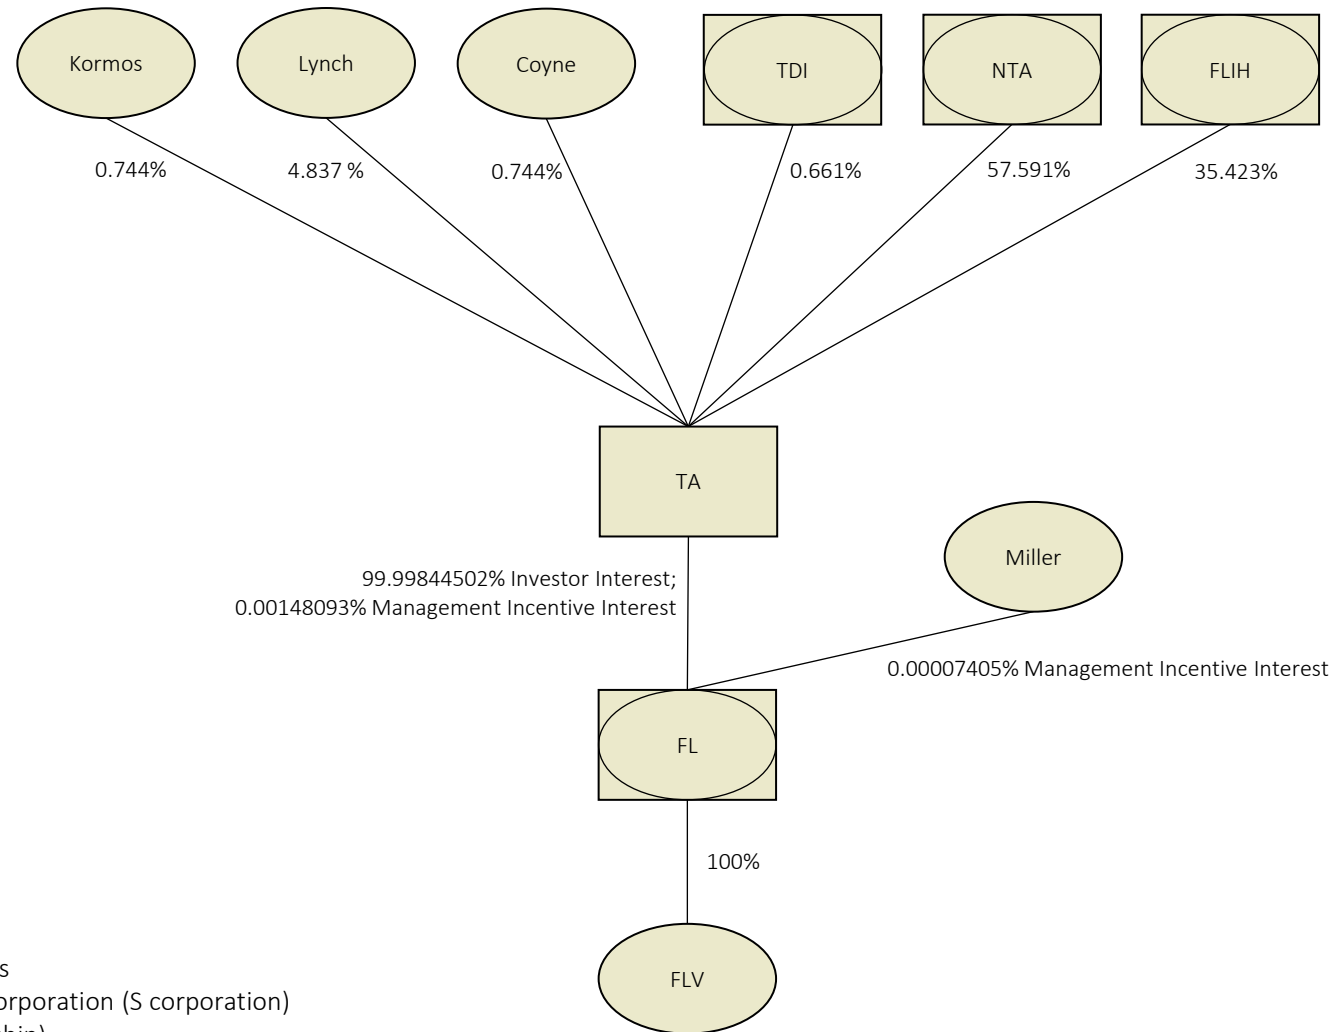 Kormos
Lynch
Coyne
TDI
NTA
FLIH
0.744%
4.837 %
0.744%
0.661%
57.591%
35.423%
TA
Miller
99.99844502% Investor Interest;
0.00148093% Management Incentive Interest
0.00007405% Management Incentive Interest
FL
100%
FLV
(S corporation)